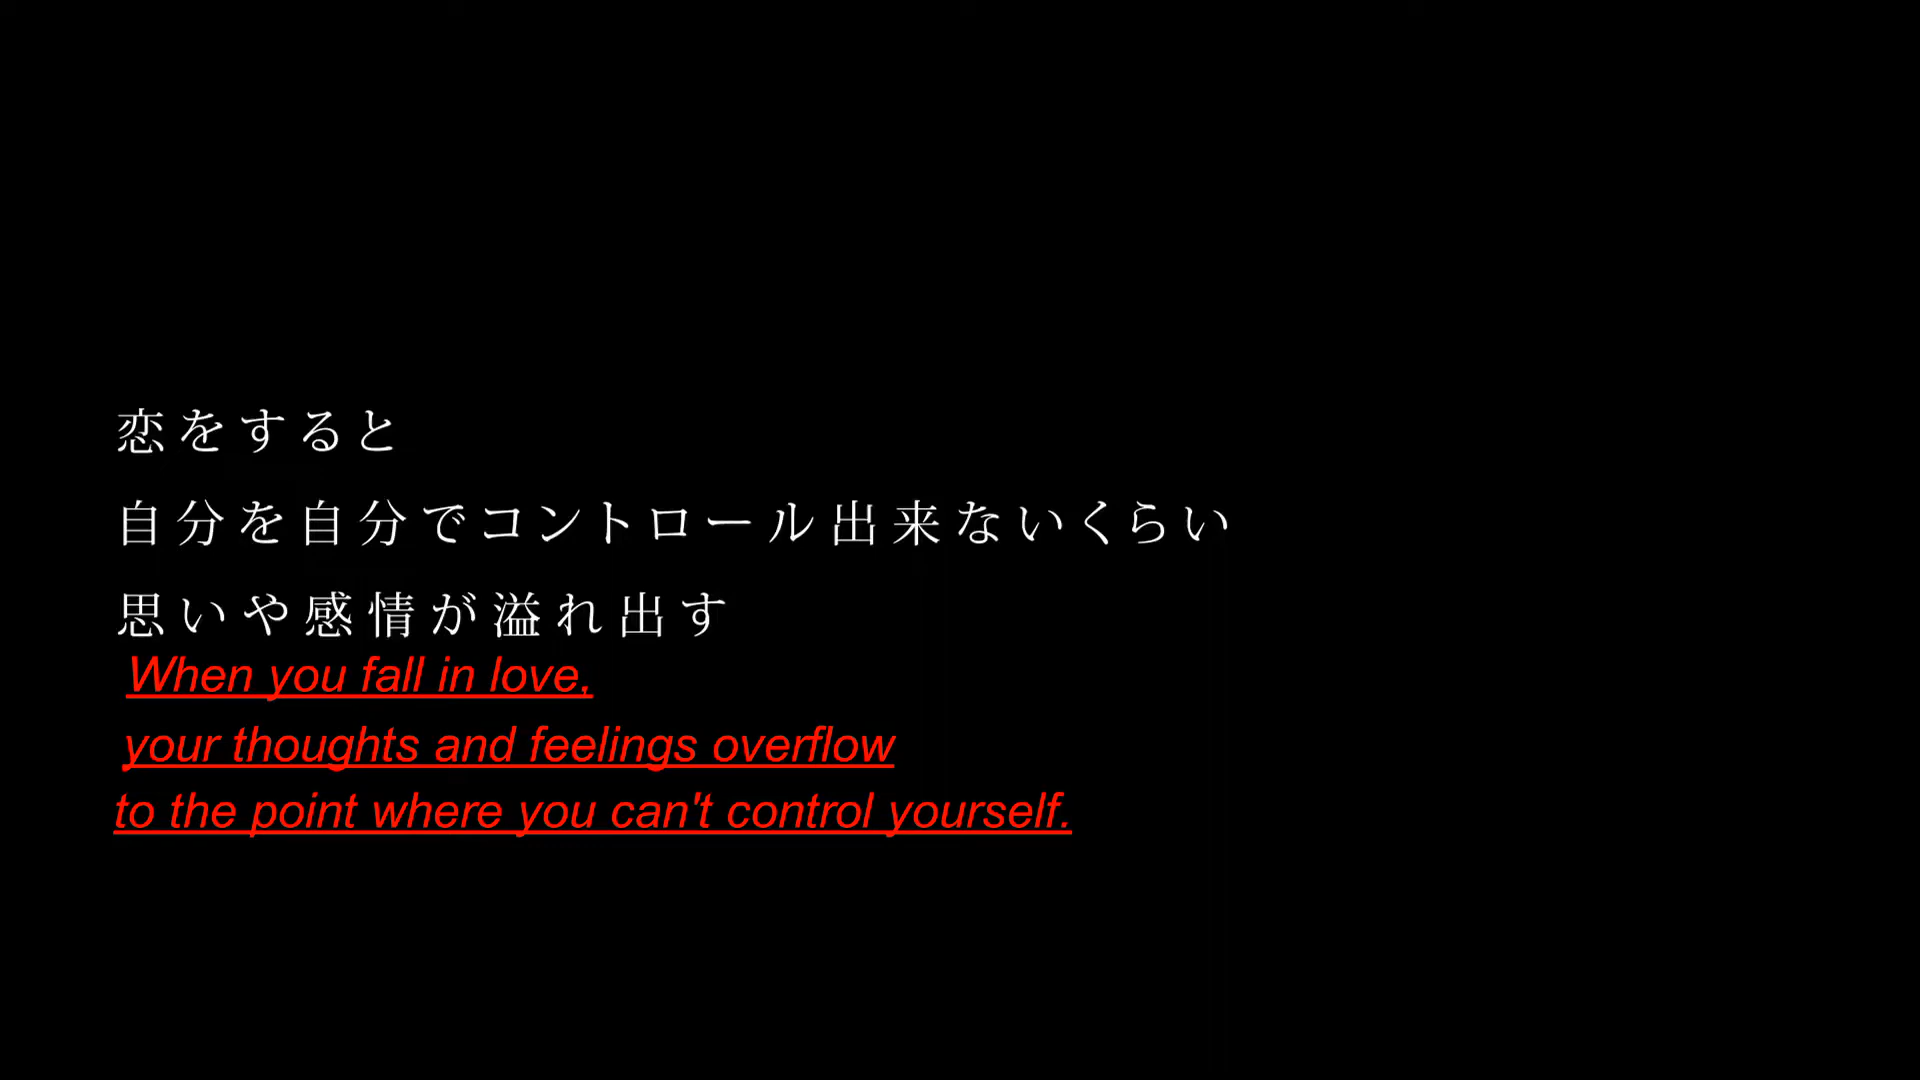 恋をすると
自分を自分でコントロール出来ないくらい
思いや感情が溢れ出す
When you fall in love,
your thoughts and feelings overflow
to the point where you can't control yourself.